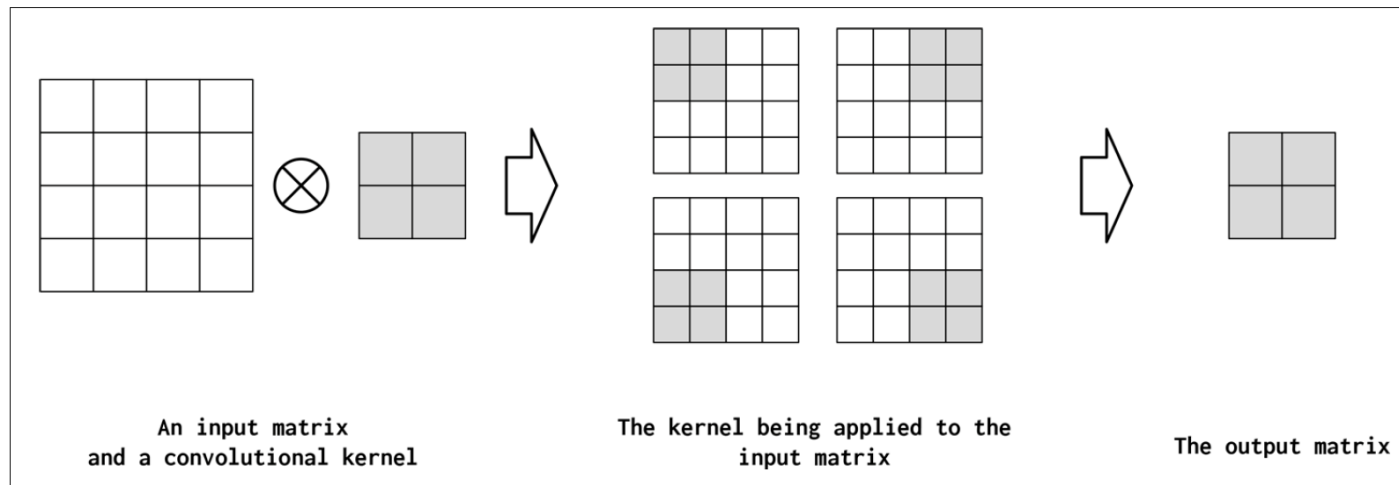 An input matrix
and a convolutional kernel
The kernel being applied to the
input matrix
The output matrix